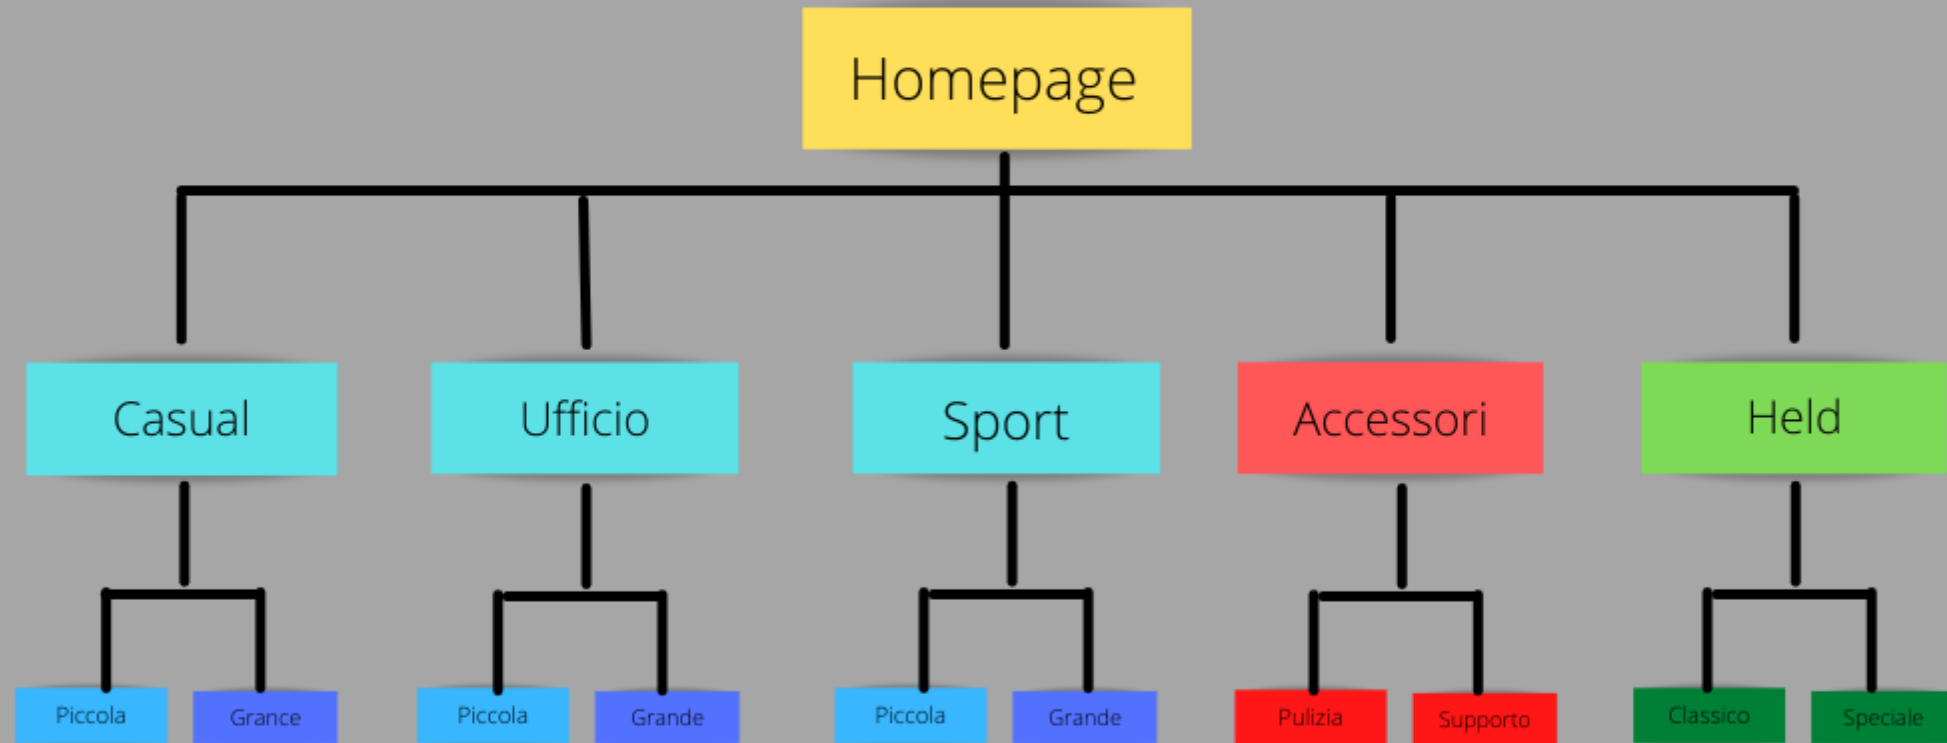 Homepage
Casual
Ufficio
Sport
Accessori
Held
Piccola
Grance
Piccola
Grande
Piccola
Grande
Pulizia
Supporto
Classico
Speciale